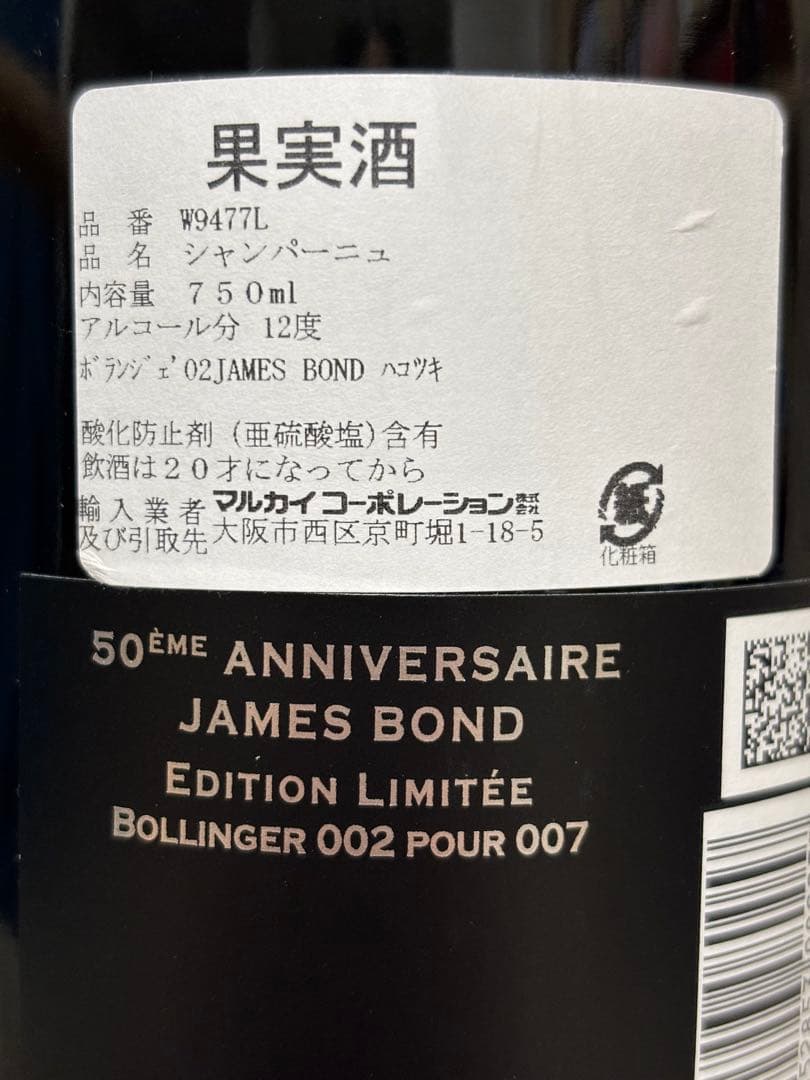 果実酒
品 番 W9477L
品 名 シャンパーニュ
内容量 ７５０ml
アルコール分 12度
ﾎﾞﾗﾝｼﾞｪ'02JAMES BOND ﾊｺﾂｷ
酸化防止剤 (亜硫酸塩)含有
飲酒は２０才になってから
輸入業者 マルカイコーポレーション株式会社
及び引取先 大阪市西区京町堀1-18-5
紙
化粧箱
50ÈME ANNIVERSAIRE
JAMES BOND
EDITION LIMITÉE
BOLLINGER 002 POUR 007